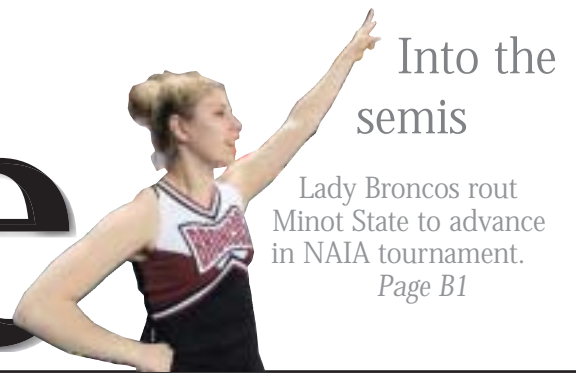 Into the
semis
Lady Broncos rout
Minot State to advance
in NAIA tournament.
Page B1
e